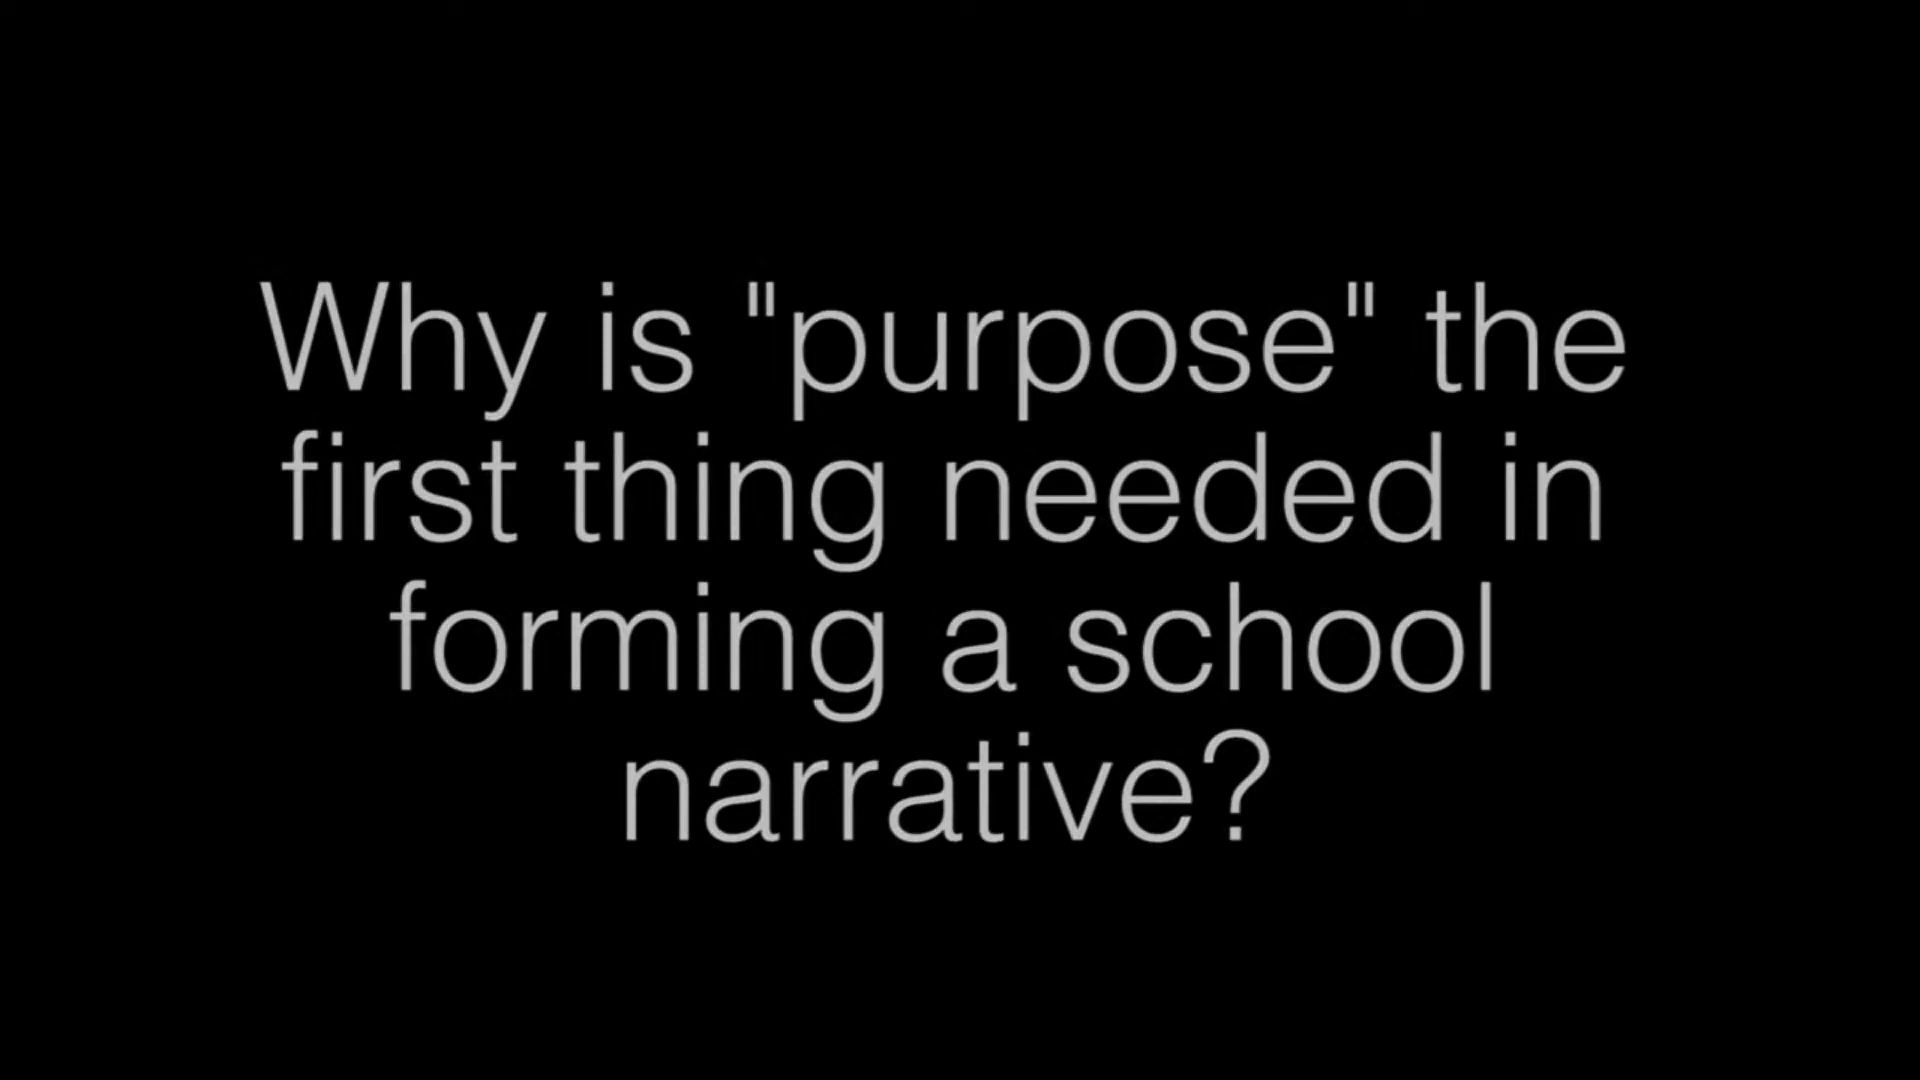 Why is "purpose" the
first thing needed in
forming a school
narrative?